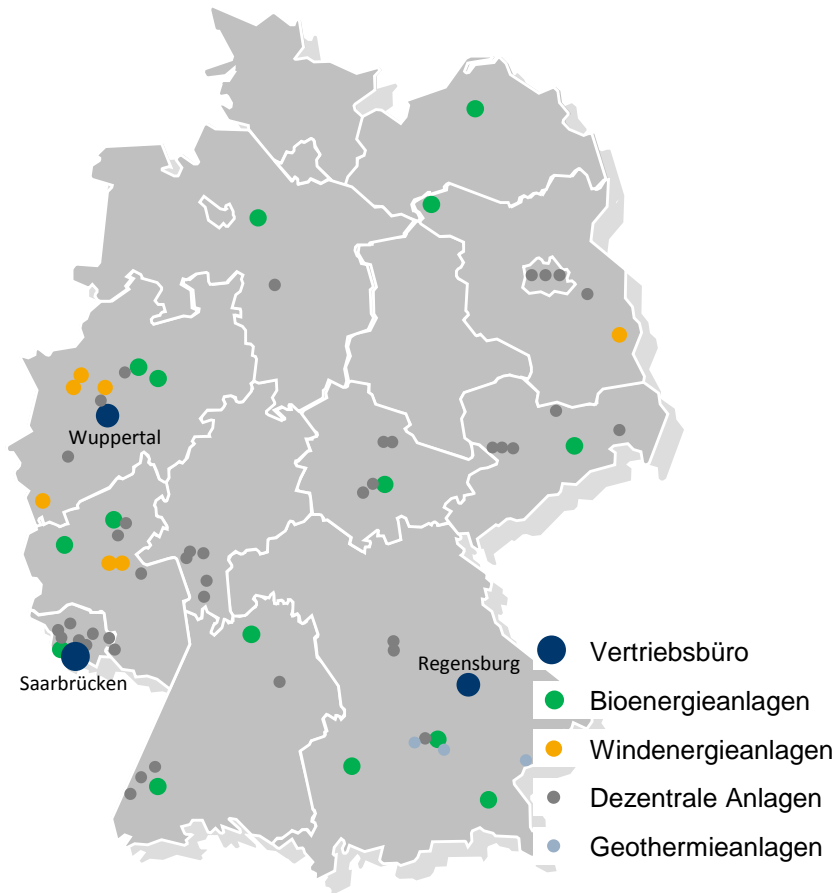 Wuppertal
Saarbrücken
Regensburg
Vertriebsbüro
Bioenergieanlagen
Windenergieanlagen
Dezentrale Anlagen
Geothermieanlagen